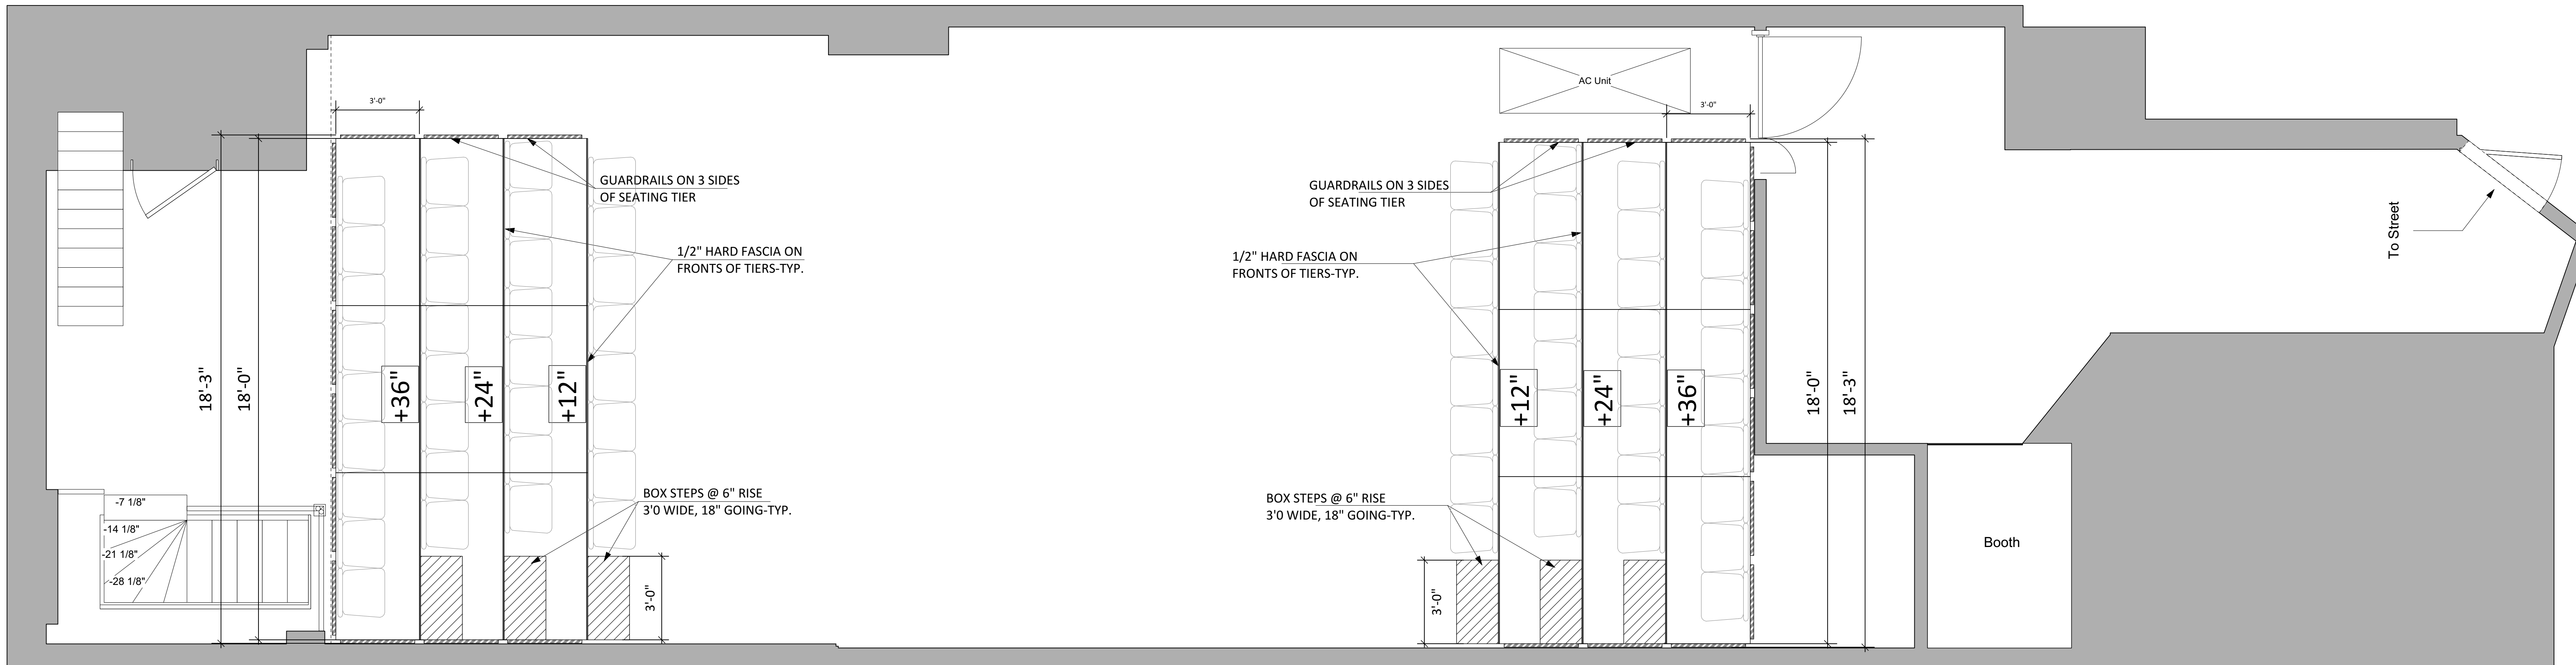 AC Unit
3'-0"
3'-0"
GUARDRAILS ON 3 SIDES
OF SEATING TIER
GUARDRAILS ON 3 SIDES
OF SEATING TIER
To Street
1/2" HARD FASCIA ON
FRONTS OF TIERS-TYP.
1/2" HARD FASCIA ON
FRONTS OF TIERS-TYP.
18'-3"
18'-0"
+36"
+24"
+12"
+12"
+24"
+36"
18'-0"
18'-3"
BOX STEPS @ 6" RISE
3'0 WIDE, 18" GOING-TYP.
BOX STEPS @ 6" RISE
3'0 WIDE, 18" GOING-TYP.
-7 1/8"
-14 1/8"
-21 1/8"
-28 1/8"
Booth
3'-0"
3'-0"